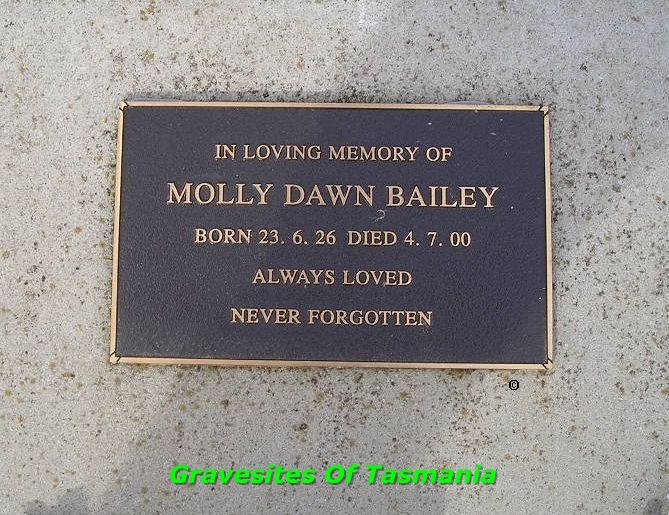 IN LOVING MEMORY OF
MOLLY DAWN BAILEY
BORN 23. 6. 26 DIED 4. 7. 00
ALWAYS LOVED
NEVER FORGOTTEN
©
Gravesites Of Tasmania